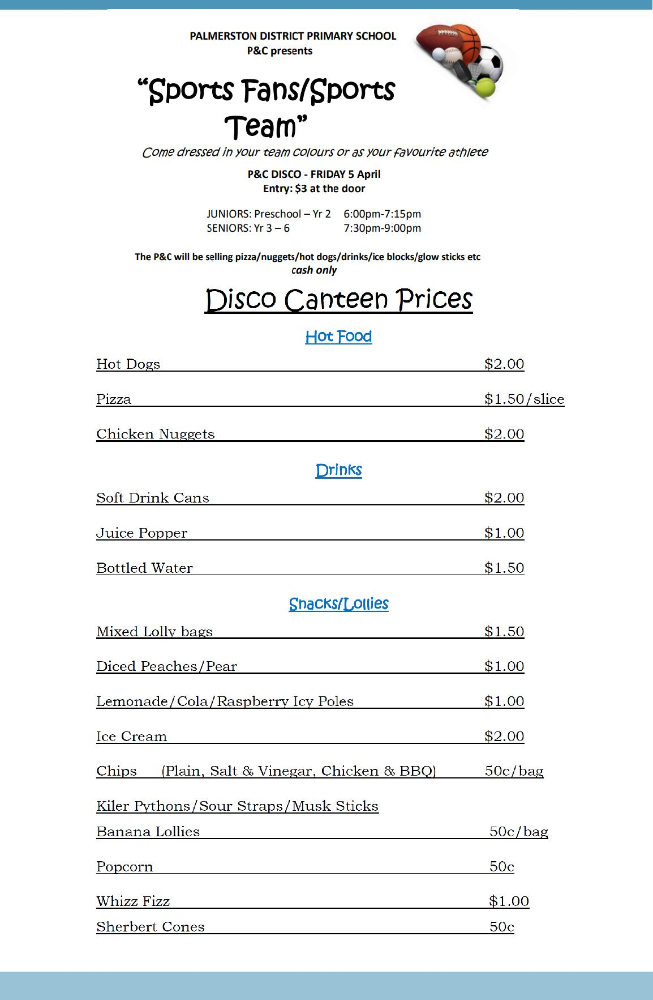 PALMERSTON DISTRICT PRIMARY SCHOOL
P&C presents
“Sports Fans/Sports
Team”
Come dressed in your team colours or as your favourite athlete
P&C DISCO - FRIDAY 5 April
Entry: $3 at the door
JUNIORS: Preschool – Yr 2 6:00pm-7:15pm
SENIORS: Yr 3 – 6 7:30pm-9:00pm
The P&C will be selling pizza/nuggets/hot dogs/drinks/ice blocks/glow sticks etc
cash only
Disco Canteen Prices
Hot Food
Hot Dogs $2.00
Pizza $1.50/slice
Chicken Nuggets $2.00
Drinks
Soft Drink Cans $2.00
Juice Popper $1.00
Bottled Water $1.50
Snacks/Lollies
Mixed Lolly bags $1.50
Diced Peaches/Pear $1.00
Lemonade/Cola/Raspberry Icy Poles $1.00
Ice Cream $2.00
Chips (Plain, Salt & Vinegar, Chicken & BBQ) 50c/bag
Kiler Pythons/Sour Straps/Musk Sticks
Banana Lollies 50c/bag
Popcorn 50c
Whizz Fizz $1.00
Sherbert Cones 50c